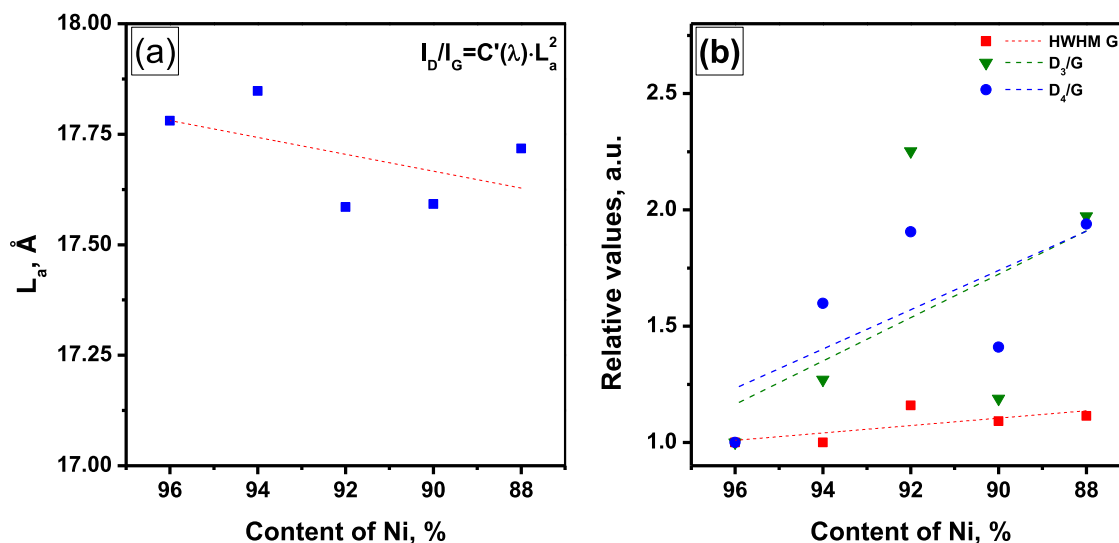 (a)
I_D/I_G=C'(λ)·L_a^2
18.00
17.75
17.50
17.25
17.00
L_a, Å
96 94 92 90 88
Content of Ni, %
(b)
HWHM G
D_3/G
D_4/G
2.5
2.0
1.5
1.0
Relative values, a.u.
96 94 92 90 88
Content of Ni, %